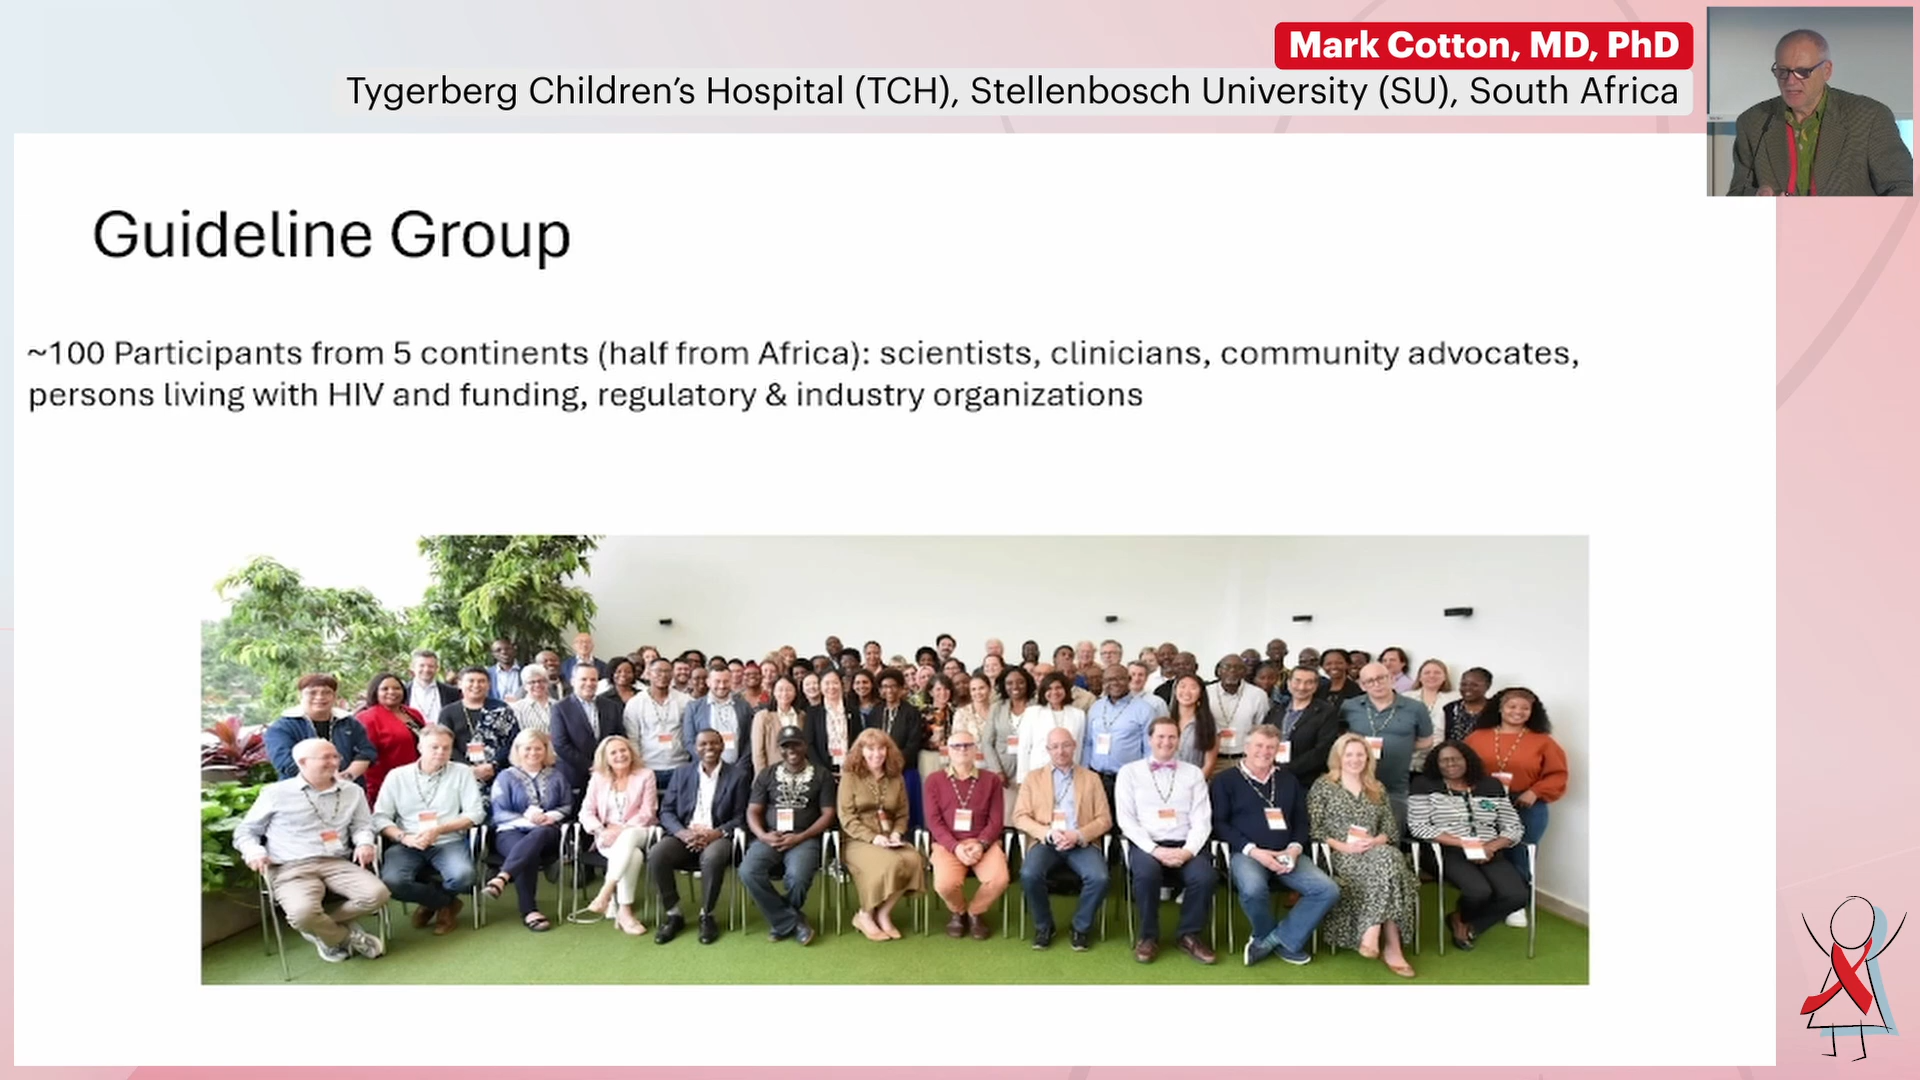 Mark Cotton, MD, PhD
Tygerberg Children’s Hospital (TCH), Stellenbosch University (SU), South Africa
Guideline Group
~100 Participants from 5 continents (half from Africa): scientists, clinicians, community advocates,
persons living with HIV and funding, regulatory & industry organizations